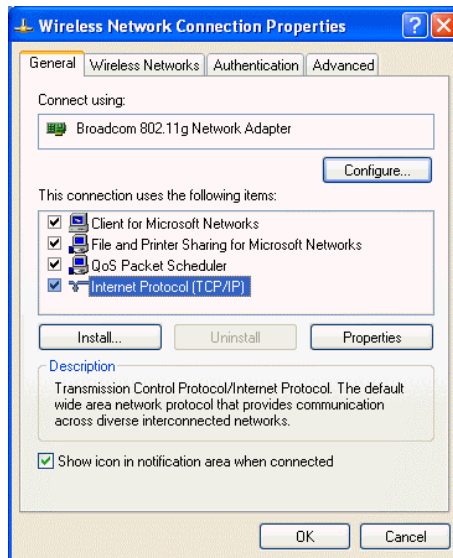 Wireless Network Connection Properties
General
Wireless Networks
Authentication
Advanced
Connect using:
Broadcom 802.11g Network Adapter
Configure...
This connection uses the following items:
Client for Microsoft Networks
File and Printer Sharing for Microsoft Networks
QoS Packet Scheduler
Internet Protocol (TCP/IP)
Install...
Uninstall
Properties
Description
Transmission Control Protocol/Internet Protocol. The default
wide area network protocol that provides communication
across diverse interconnected networks.
Show icon in notification area when connected
OK
Cancel